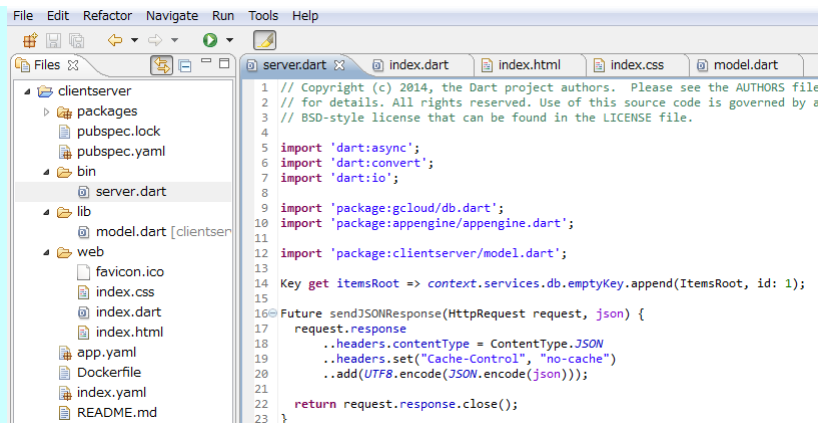 File Edit Refactor Navigate Run Tools Help
Files
server.dart index.dart index.html index.css model.dart
clientserver
packages
pubspec.lock
pubspec.yaml
bin
server.dart
lib
model.dart [clientser
web
favicon.ico
index.css
index.dart
index.html
app.yaml
Dockerfile
index.yaml
README.md
1 // Copyright (c) 2014, the Dart project authors.  Please see the AUTHORS file
2 // for details. All rights reserved. Use of this source code is governed by a
3 // BSD-style license that can be found in the LICENSE file.
4
5 import 'dart:async';
6 import 'dart:convert';
7 import 'dart:io';
8
9 import 'package:gcloud/db.dart';
10 import 'package:appengine/appengine.dart';
11
12 import 'package:clientserver/model.dart';
13
14 Key get itemsRoot => context.services.db.emptyKey.append(ItemsRoot, id: 1);
15
16 Future sendJSONResponse(HttpRequest request, json) {
17   request.response
18       ..headers.contentType = ContentType.JSON
19       ..headers.set("Cache-Control", "no-cache")
20       ..add(UTF8.encode(JSON.encode(json)));
21
22   return request.response.close();
23 }